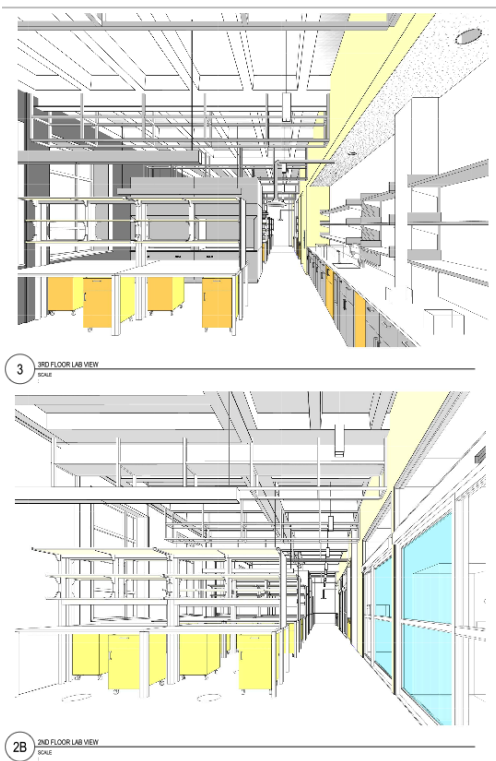 3
3RD FLOOR LAB VIEW
SCALE
2B
2ND FLOOR LAB VIEW
SCALE